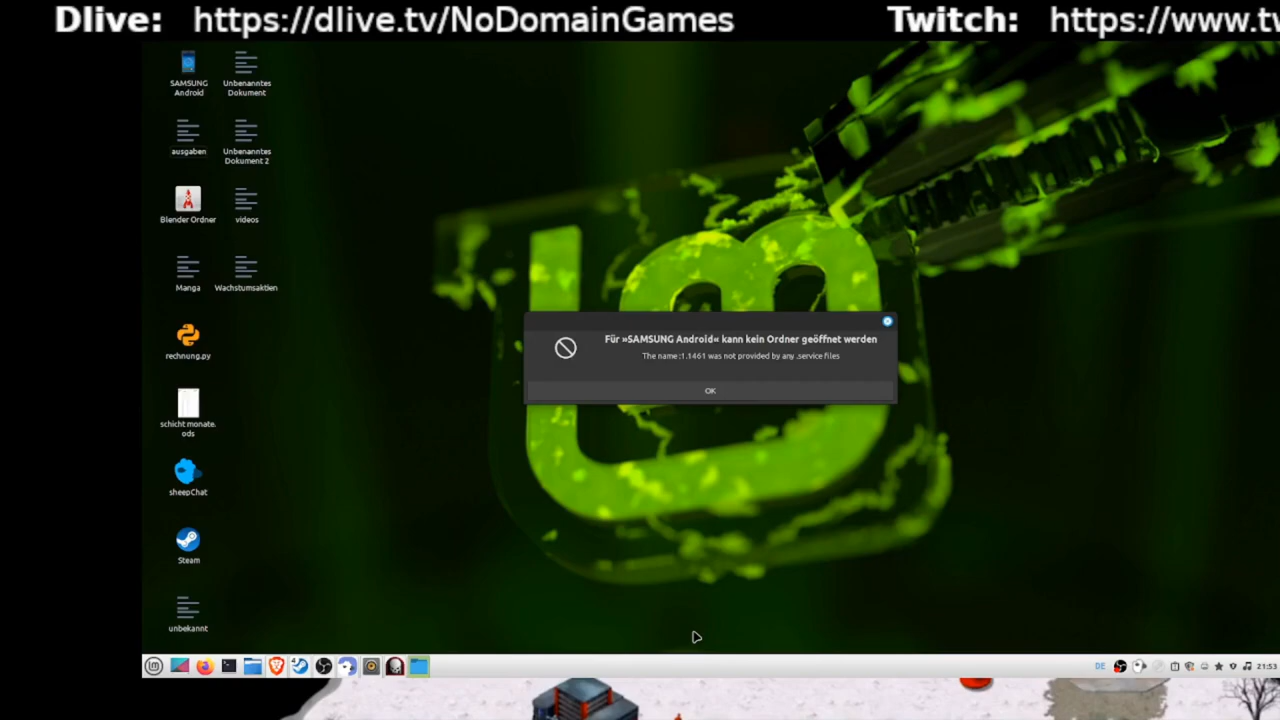 Dlive: https://dlive.tv/NoDomainGames Twitch: https://www.tw
SAMSUNG
Android
Unbenanntes
Dokument
ausgaben
Unbenanntes
Dokument 2
Blender Ordner
videos
Manga
Wachstumsaktien
Für »SAMSUNG Android« kann kein Ordner geöffnet werden
The name :1.1461 was not provided by any .service files
OK
rechnung.py
schicht monate.
ods
sheepChat
Steam
unbekannt
DE
21:53